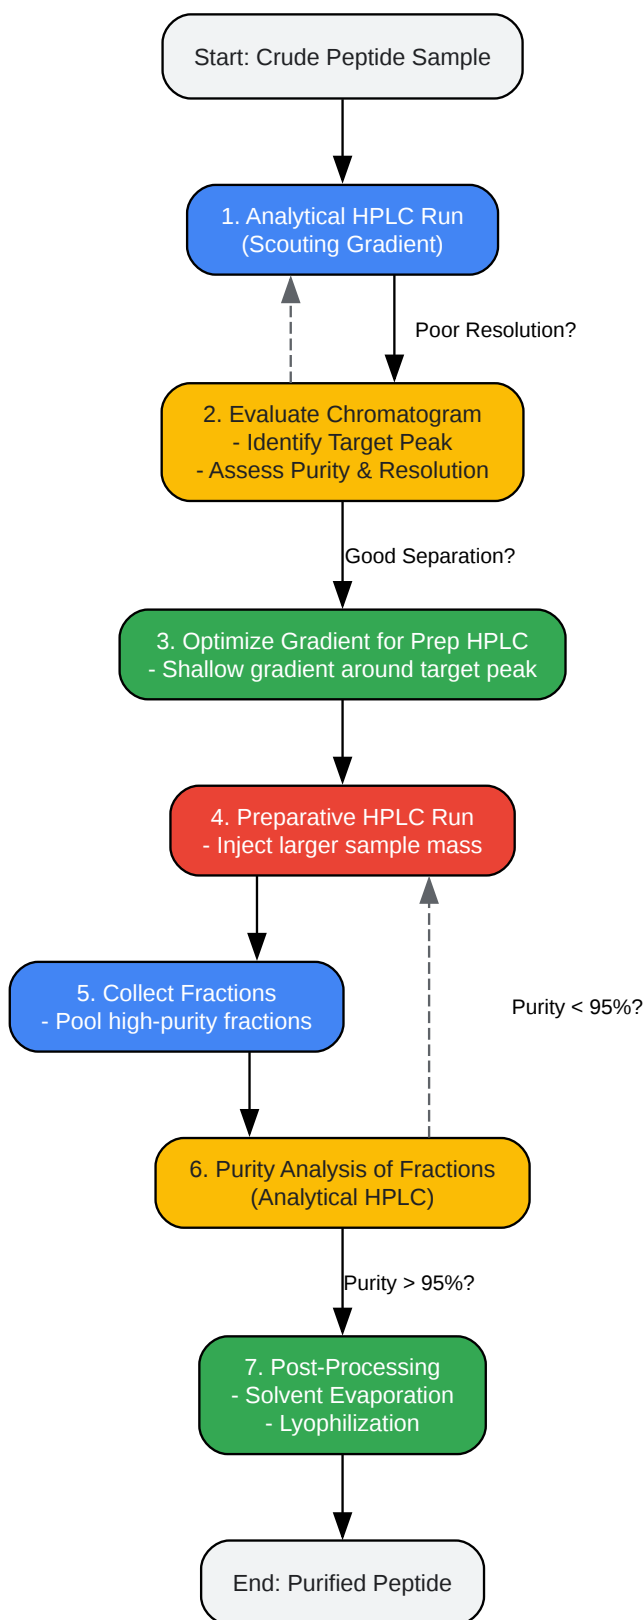 Start: Crude Peptide Sample
1. Analytical HPLC Run
(Scouting Gradient)
Poor Resolution?
2. Evaluate Chromatogram
- Identify Target Peak
- Assess Purity & Resolution
Good Separation?
3. Optimize Gradient for Prep HPLC
- Shallow gradient around target peak
4. Preparative HPLC Run
- Inject larger sample mass
5. Collect Fractions
- Pool high-purity fractions
Purity < 95%?
6. Purity Analysis of Fractions
(Analytical HPLC)
Purity > 95%?
7. Post-Processing
- Solvent Evaporation
- Lyophilization
End: Purified Peptide